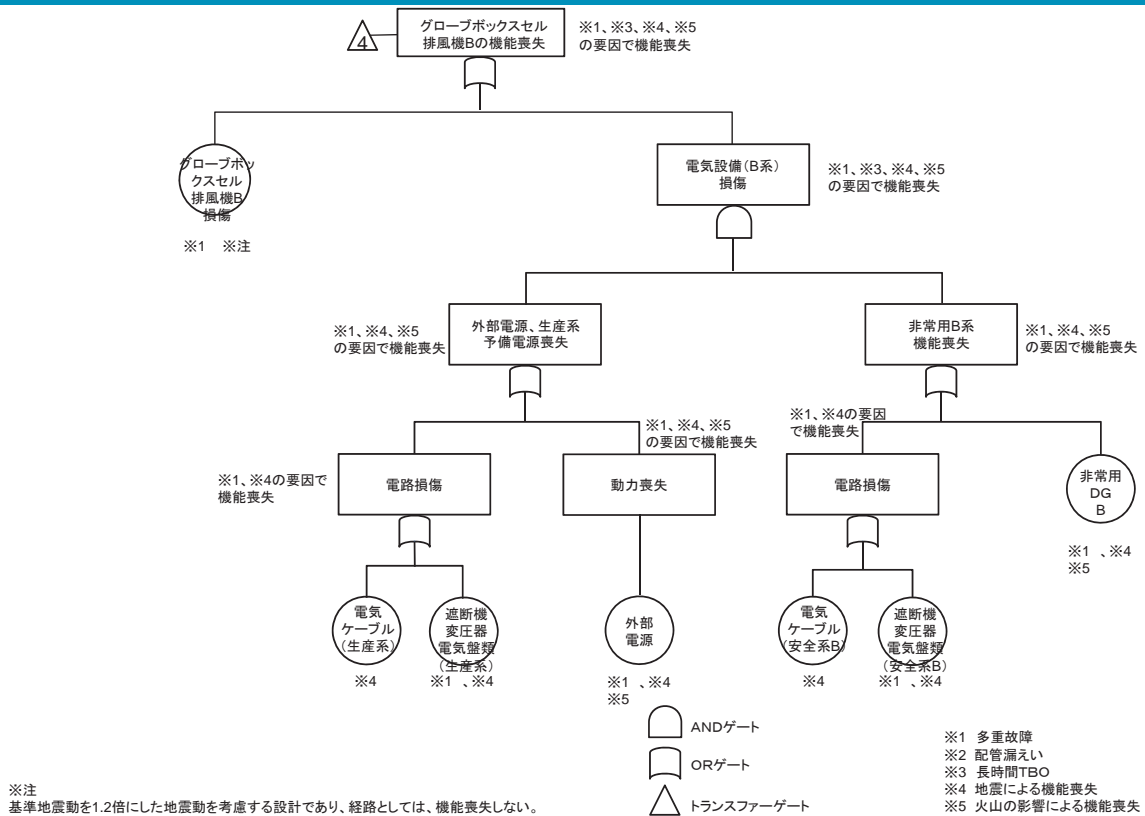 4
グローブボックスセル
排風機Bの機能喪失
※1、※3、※4、※5
の要因で機能喪失
グローブボッ
クスセル
排風機B
損傷
※1 ※注
電気設備(B系)
損傷
※1、※3、※4、※5
の要因で機能喪失
※1、※4、※5
の要因で機能喪失
外部電源、生産系
予備電源喪失
非常用B系
機能喪失
※1、※4、※5
の要因で機能喪失
※1、※4の要因で
機能喪失
電路損傷
※1、※4、※5
の要因で機能喪失
動力喪失
※1、※4の要因
で機能喪失
電路損傷
非常用
DG
B
※1 、※4
※5
電気
ケーブル
(生産系)
※4
遮断機
変圧器
電気盤類
(生産系)
※1 、※4
外部
電源
※1 、※4
※5
電気
ケーブル
(安全系B)
※4
遮断機
変圧器
電気盤類
(安全系B)
※1 、※4
ANDゲート
ORゲート
トランスファーゲート
※1 多重故障
※2 配管漏えい
※3 長時間TBO
※4 地震による機能喪失
※5 火山の影響による機能喪失
※注
基準地震動を1.2倍にした地震動を考慮する設計であり、経路としては、機能喪失しない。